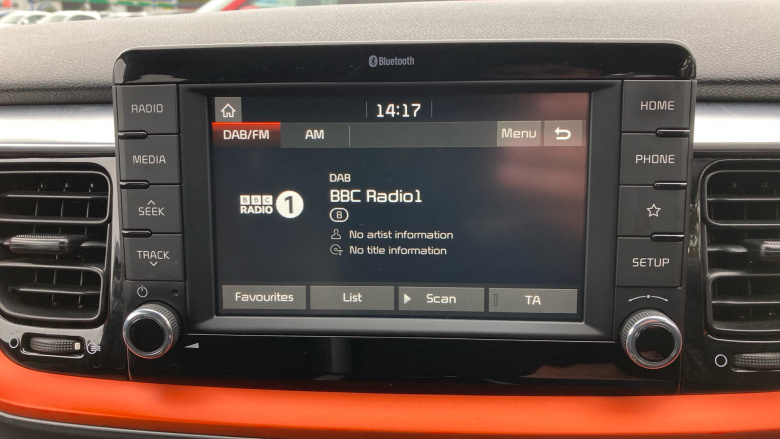 Bluetooth
RADIO
MEDIA
SEEK
TRACK
14:17
DAB/FM AM Menu
BBC
RADIO 1
DAB
BBC Radio1
B
No artist information
No title information
Favourites List Scan TA
HOME
PHONE
SETUP